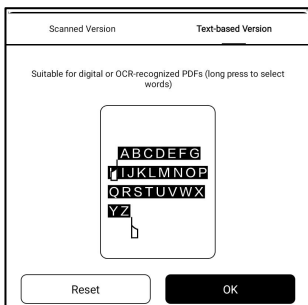 Scanned Version
Text-based Version
Suitable for digital or OCR-recognized PDFs (long press to select
words)
ABCDEFG
IJKLMNOP
QRSTUVWX
YZ
Reset
OK